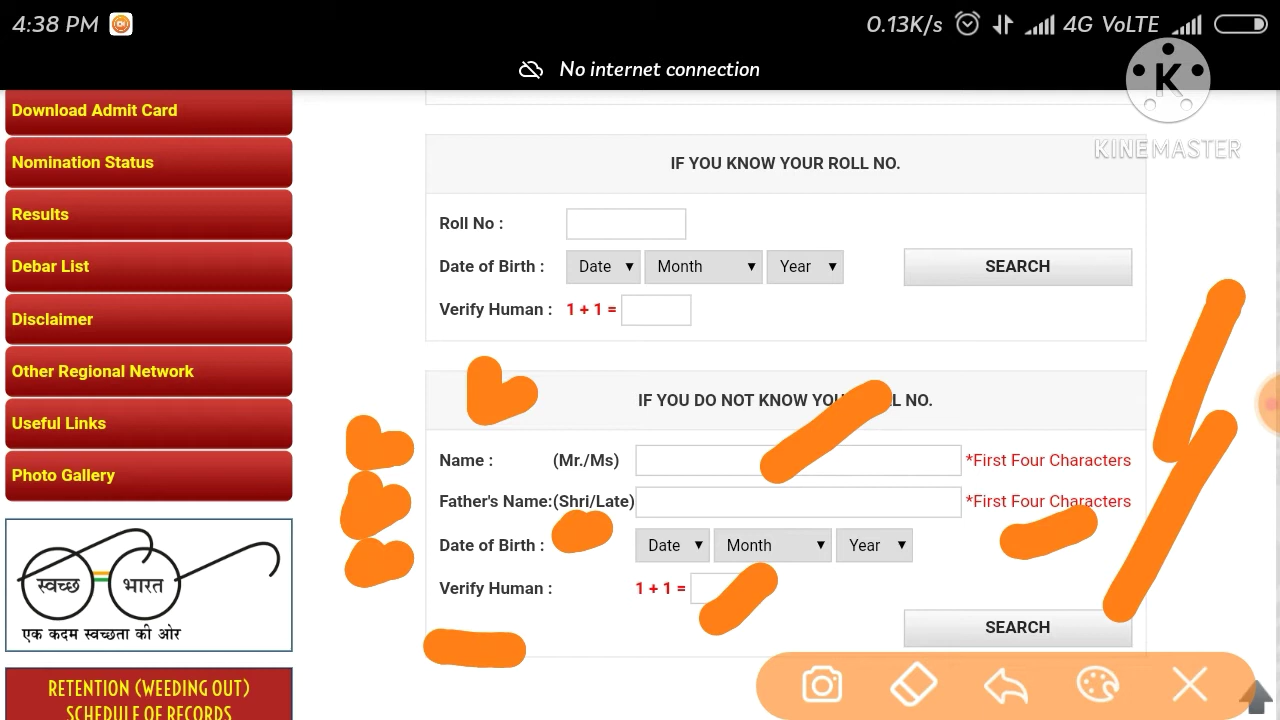 4:38 PM 0.13K/s 4G VoLTE
No internet connection
K
KINEMASTER
Download Admit Card
Nomination Status
Results
Debar List
Disclaimer
Other Regional Network
Useful Links
Photo Gallery
स्वच्छ भारत
एक कदम स्वच्छता की ओर
RETENTION (WEEDING OUT)
SCHEDULE OF RECORDS
IF YOU KNOW YOUR ROLL NO.
Roll No :
Date of Birth : Date Month Year SEARCH
Verify Human : 1 + 1 =
IF YOU DO NOT KNOW L NO.
Name : (Mr./Ms) *First Four Characters
Father's Name:(Shri/Late) *First Four Characters
Date of Birth : Date Month Year
Verify Human : 1 + 1 =
SEARCH